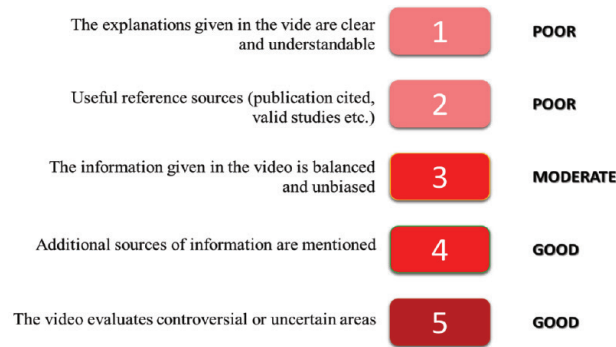 The explanations given in the vide are clear
and understandable
1
POOR
Useful reference sources (publication cited,
valid studies etc.)
2
POOR
The information given in the video is balanced
and unbiased
3
MODERATE
Additional sources of information are mentioned
4
GOOD
The video evaluates controversial or uncertain areas
5
GOOD